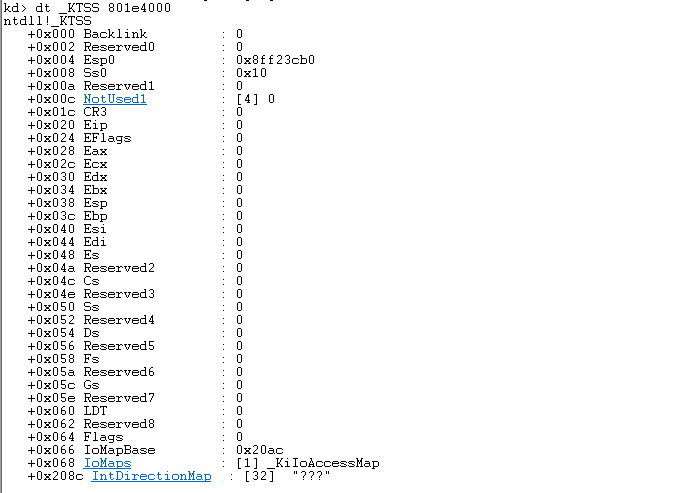 kd> dt _KTSS 801e4000
ntdll!_KTSS
   +0x000 Backlink         : 0
   +0x002 Reserved0        : 0
   +0x004 Esp0             : 0x8ff23cb0
   +0x008 Ss0              : 0x10
   +0x00a Reserved1        : 0
   +0x00c NotUsed1         : [4] 0
   +0x01c CR3              : 0
   +0x020 Eip              : 0
   +0x024 EFlags           : 0
   +0x028 Eax              : 0
   +0x02c Ecx              : 0
   +0x030 Edx              : 0
   +0x034 Ebx              : 0
   +0x038 Esp              : 0
   +0x03c Ebp              : 0
   +0x040 Esi              : 0
   +0x044 Edi              : 0
   +0x048 Es               : 0
   +0x04a Reserved2        : 0
   +0x04c Cs               : 0
   +0x04e Reserved3        : 0
   +0x050 Ss               : 0
   +0x052 Reserved4        : 0
   +0x054 Ds               : 0
   +0x056 Reserved5        : 0
   +0x058 Fs               : 0
   +0x05a Reserved6        : 0
   +0x05c Gs               : 0
   +0x05e Reserved7        : 0
   +0x060 LDT              : 0
   +0x062 Reserved8        : 0
   +0x064 Flags            : 0
   +0x066 IoMapBase        : 0x20ac
   +0x068 IoMaps           : [1] _KiIoAccessMap
   +0x208c IntDirectionMap  : [32]  "???"